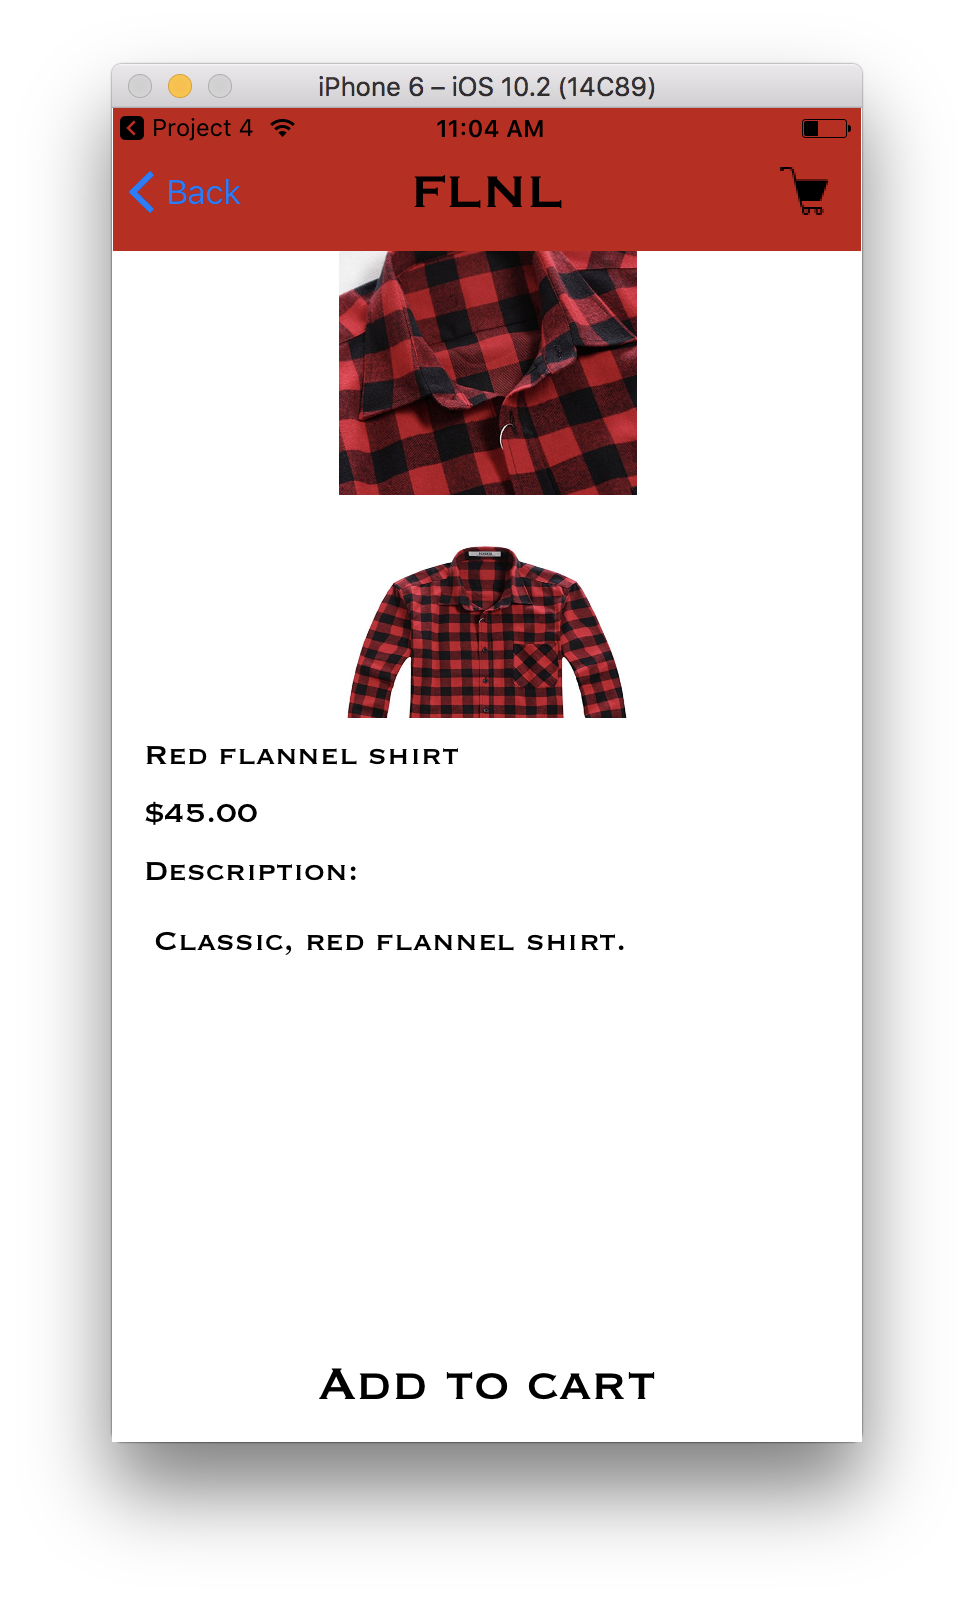 iPhone 6 – iOS 10.2 (14C89)
Project 4 11:04 AM
Back FLNL
Red flannel shirt
$45.00
Description:
Classic, red flannel shirt.
Add to cart